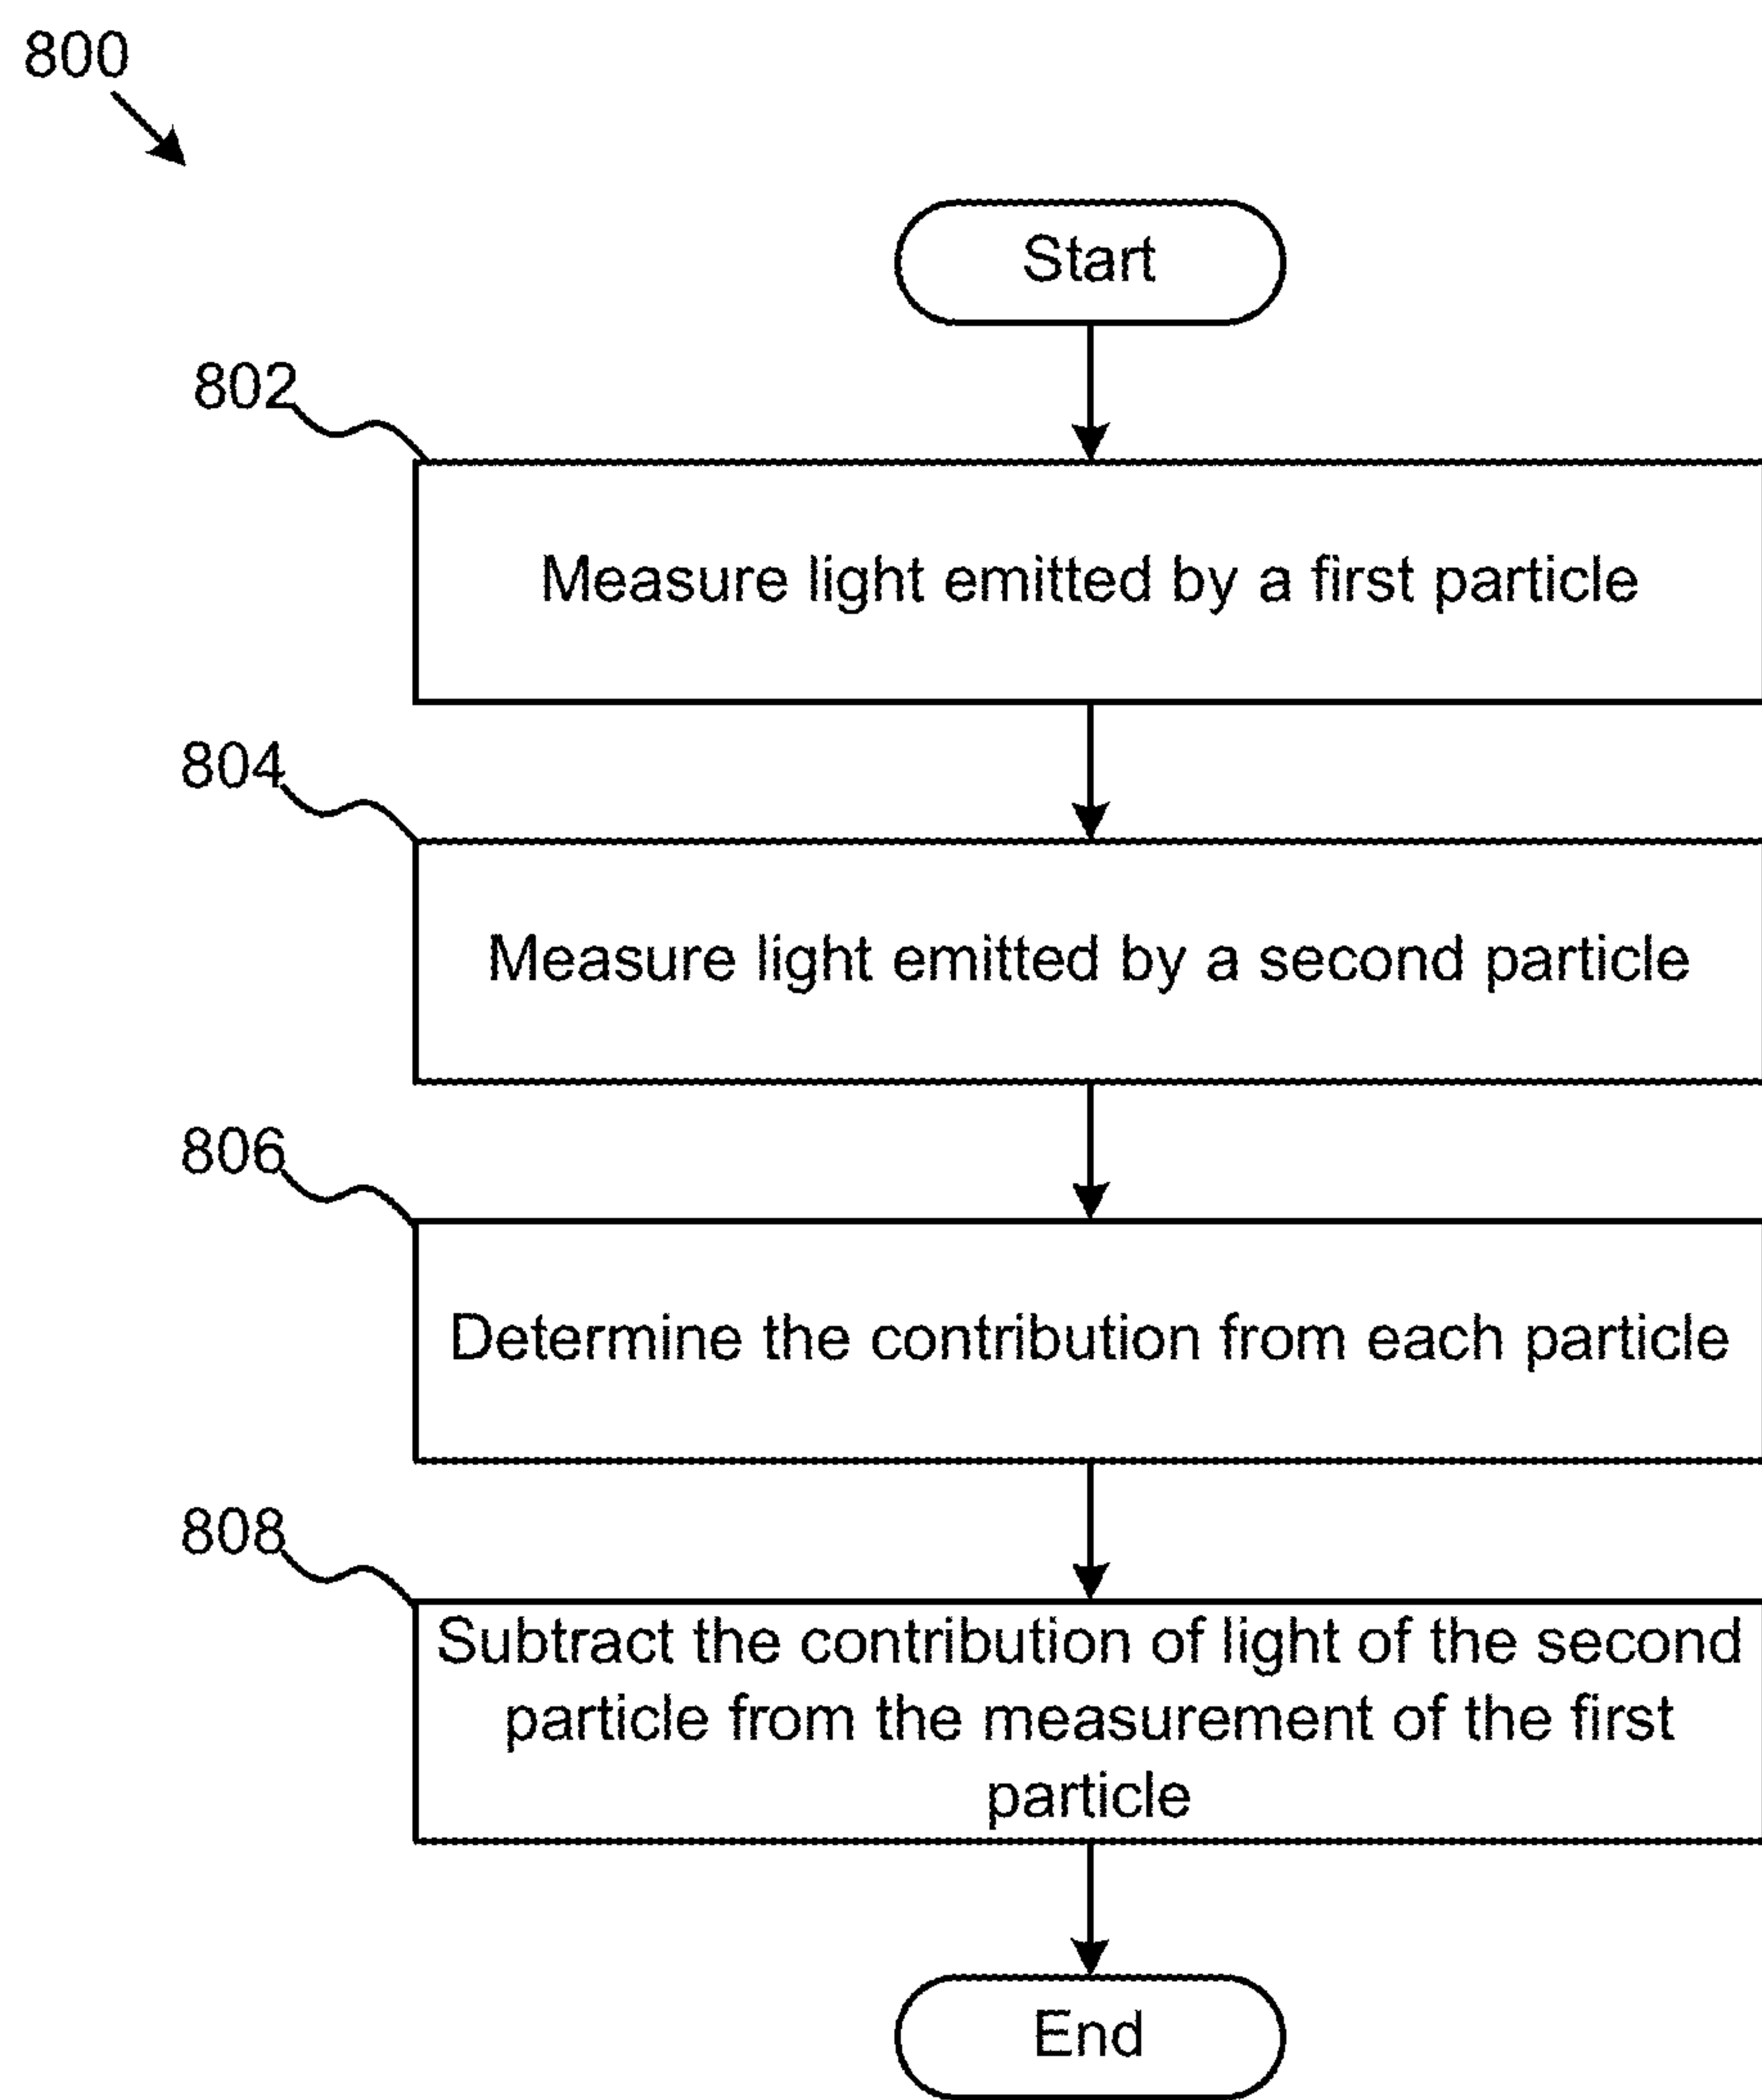 800
Start
802
Measure light emitted by a first particle
804
Measure light emitted by a second particle
806
Determine the contribution from each particle
808
Subtract the contribution of light of the second
particle from the measurement of the first
particle
End